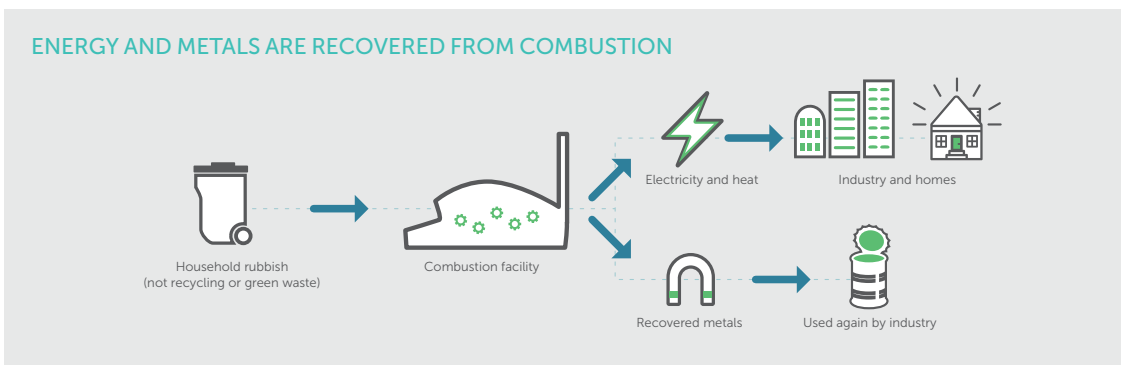 ENERGY AND METALS ARE RECOVERED FROM COMBUSTION
Electricity and heat
Industry and homes
Household rubbish
(not recycling or green waste)
Combustion facility
Recovered metals
Used again by industry